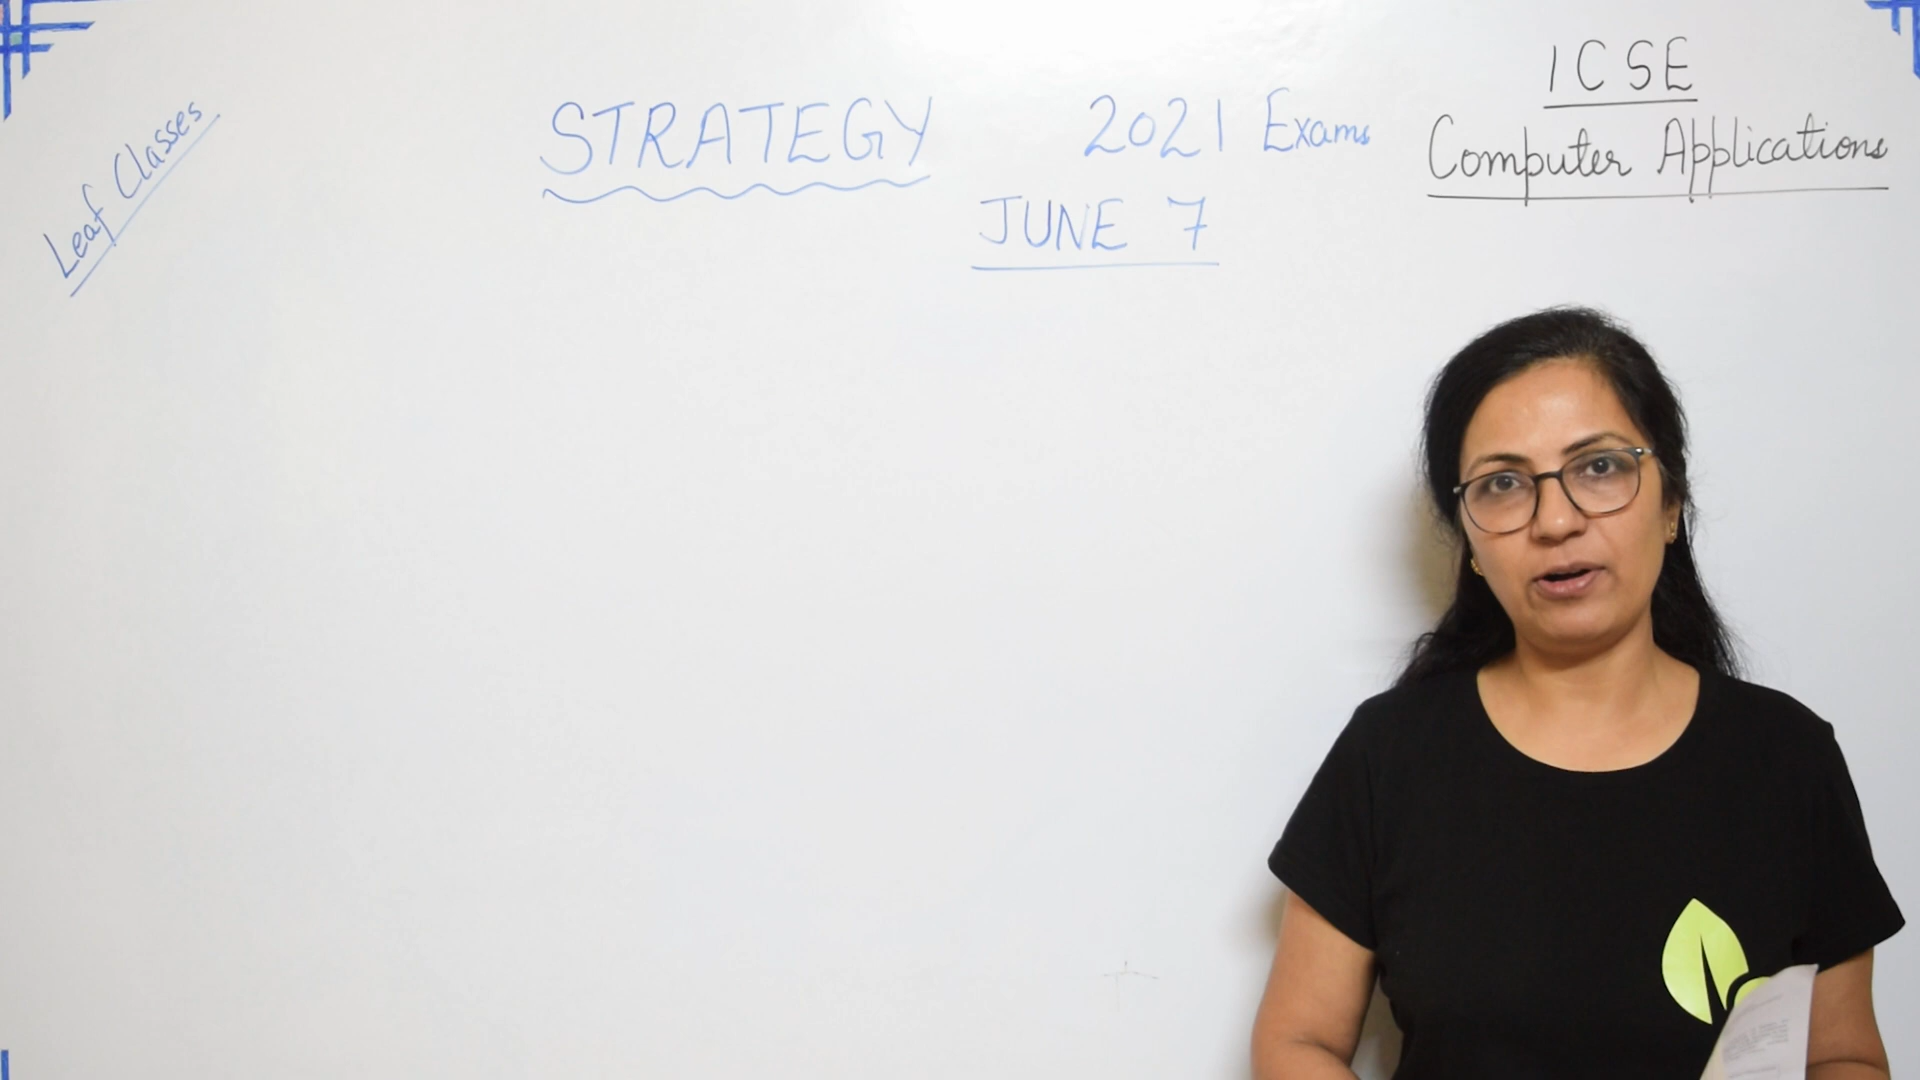 Leaf Classes
STRATEGY
2021 Exams
JUNE 7
ICSE
Computer Applications